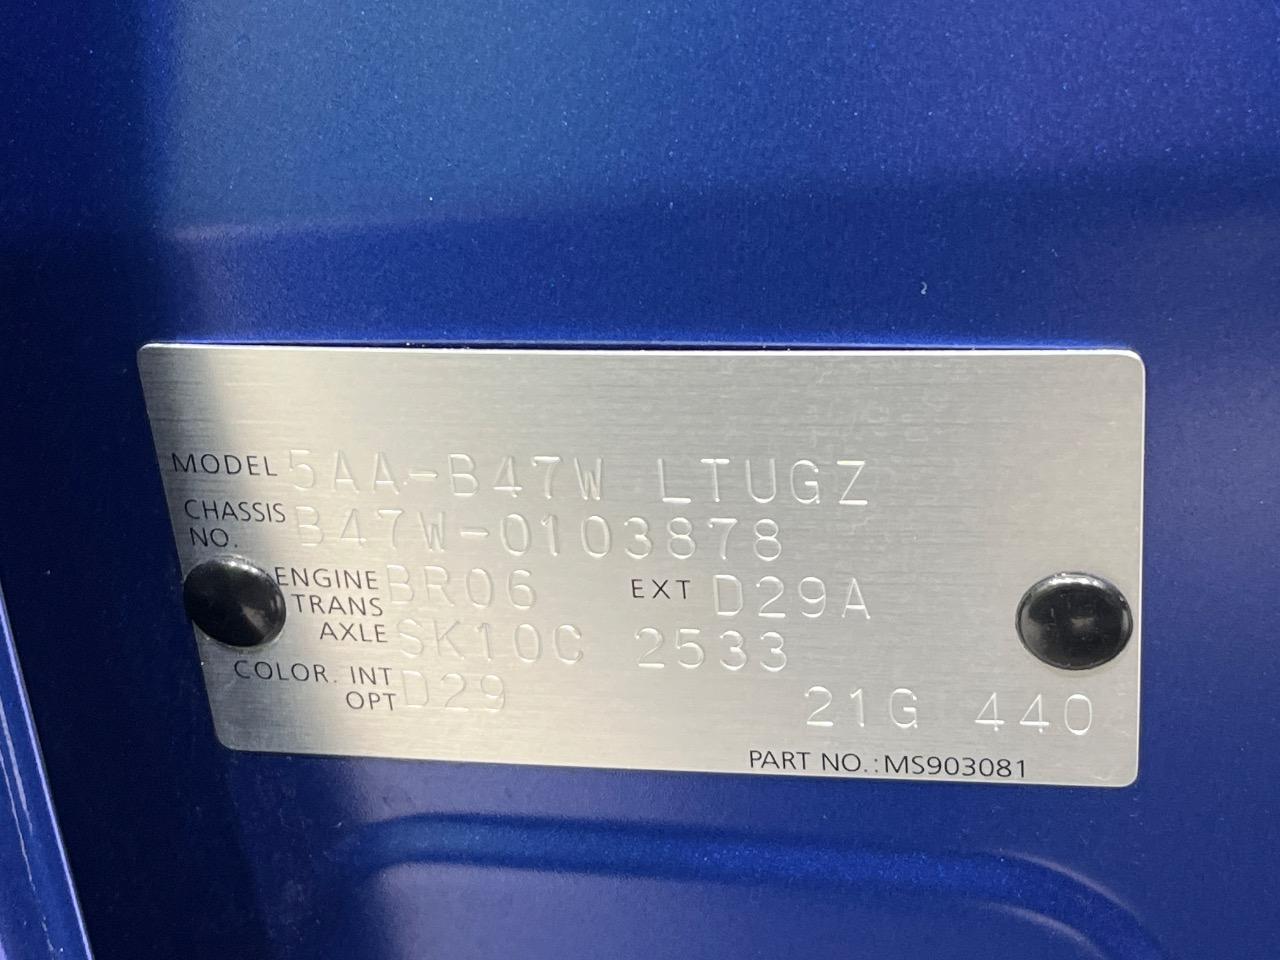 MODEL 5AA-B47W LTUGZ
CHASSIS NO. B47W-0103878
ENGINE BR06 EXT D29A
TRANS AXLE SK10C 2533
COLOR. INT OPT D29
21G 440
PART NO.:MS903081